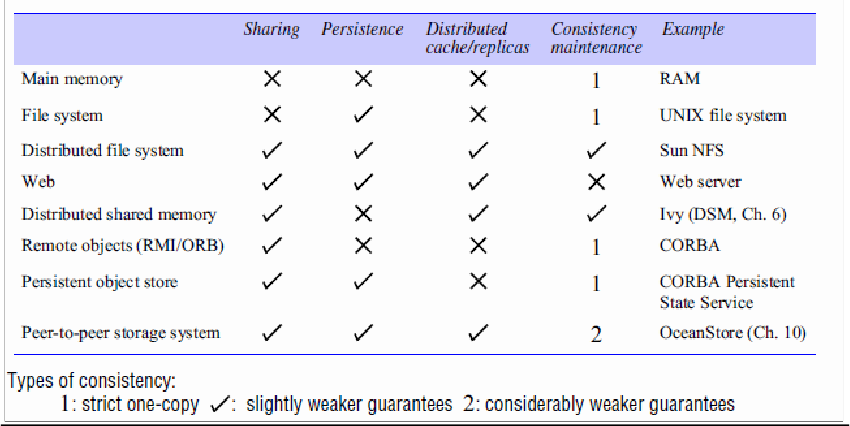 Sharing Persistence Distributed cache/replicas Consistency maintenance Example
Main memory ✕ ✕ ✕ 1 RAM
File system ✕ ✓ ✕ 1 UNIX file system
Distributed file system ✓ ✓ ✓ ✓ Sun NFS
Web ✓ ✓ ✓ ✕ Web server
Distributed shared memory ✓ ✕ ✓ ✓ Ivy (DSM, Ch. 6)
Remote objects (RMI/ORB) ✓ ✕ ✕ 1 CORBA
Persistent object store ✓ ✓ ✕ 1 CORBA Persistent
State Service
Peer-to-peer storage system ✓ ✓ ✓ 2 OceanStore (Ch. 10)
Types of consistency:
1: strict one-copy ✓: slightly weaker guarantees 2: considerably weaker guarantees